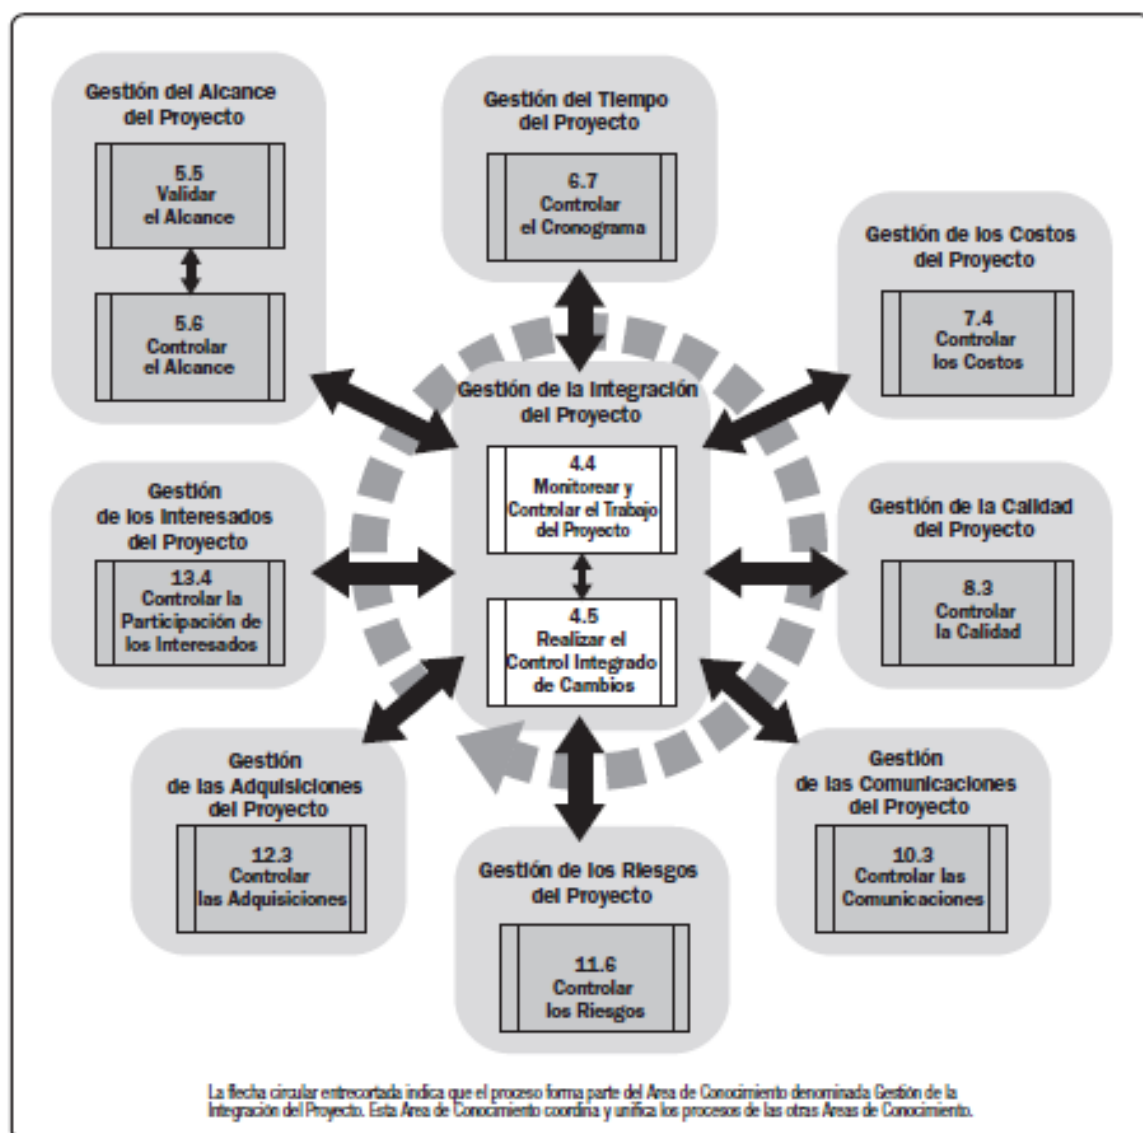 Gestión del Alcance
del Proyecto
5.5
Validar
el Alcance
5.6
Controlar
el Alcance
Gestión del Tiempo
del Proyecto
6.7
Controlar
el Cronograma
Gestión de los Costos
del Proyecto
7.4
Controlar
los Costos
Gestión de la Integración
del Proyecto
4.4
Monitorear y
Controlar el Trabajo
del Proyecto
4.5
Realizar el
Control Integrado
de Cambios
Gestión
de los Interesados
del Proyecto
13.4
Controlar la
Participación de
los Interesados
Gestión de la Calidad
del Proyecto
8.3
Controlar
la Calidad
Gestión
de las Adquisiciones
del Proyecto
12.3
Controlar
las Adquisiciones
Gestión de los Riesgos
del Proyecto
11.6
Controlar
los Riesgos
Gestión
de las Comunicaciones
del Proyecto
10.3
Controlar las
Comunicaciones
La flecha circular entrecortada indica que el proceso forma parte del Area de Conocimiento denominada Gestión de la
Integración del Proyecto. Esta Area de Conocimiento coordina y unifica los procesos de las otras Areas de Conocimiento.